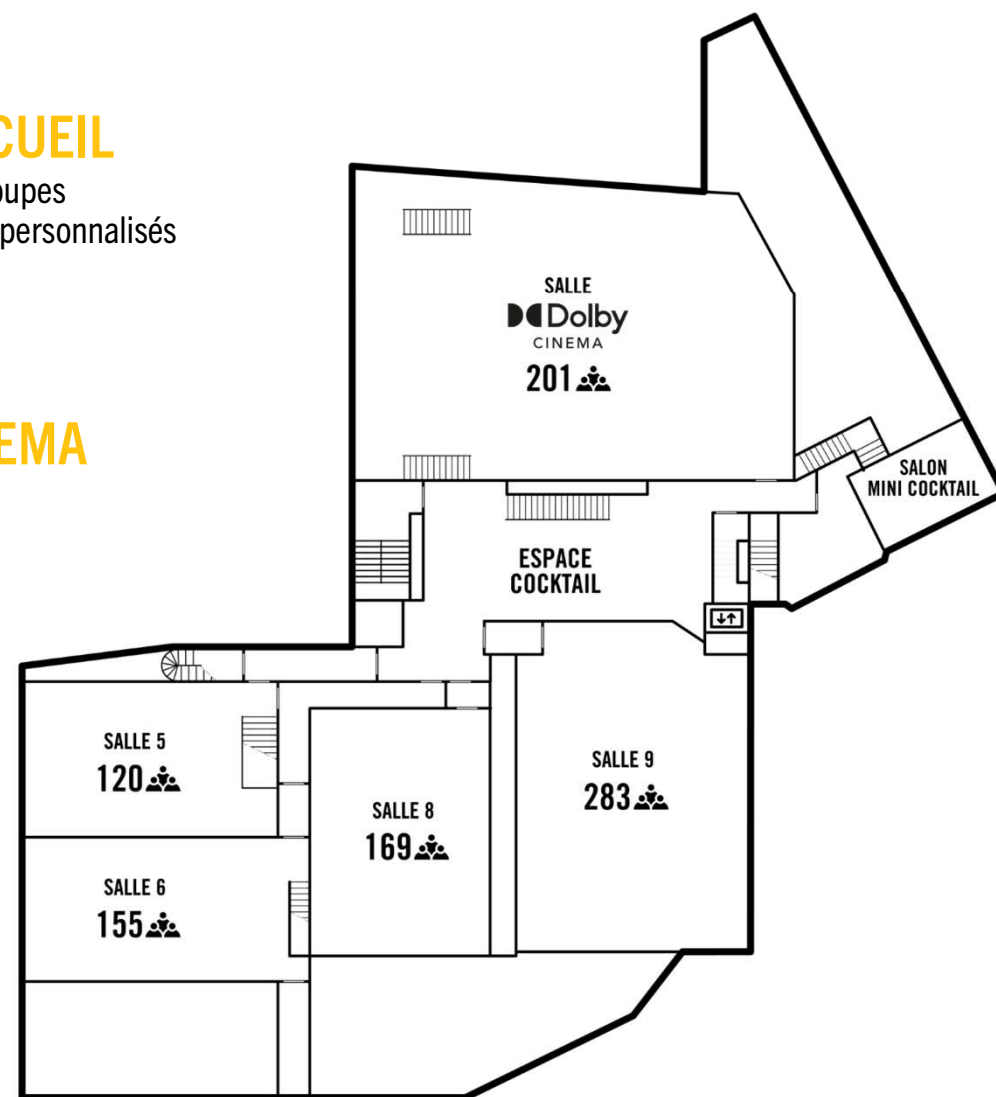 CUEIL
oupes
personnalisés
EMA
SALLE
Dolby
CINEMA
201
SALON
MINI COCKTAIL
ESPACE
COCKTAIL
SALLE 5
120
SALLE 9
283
SALLE 8
169
SALLE 6
155